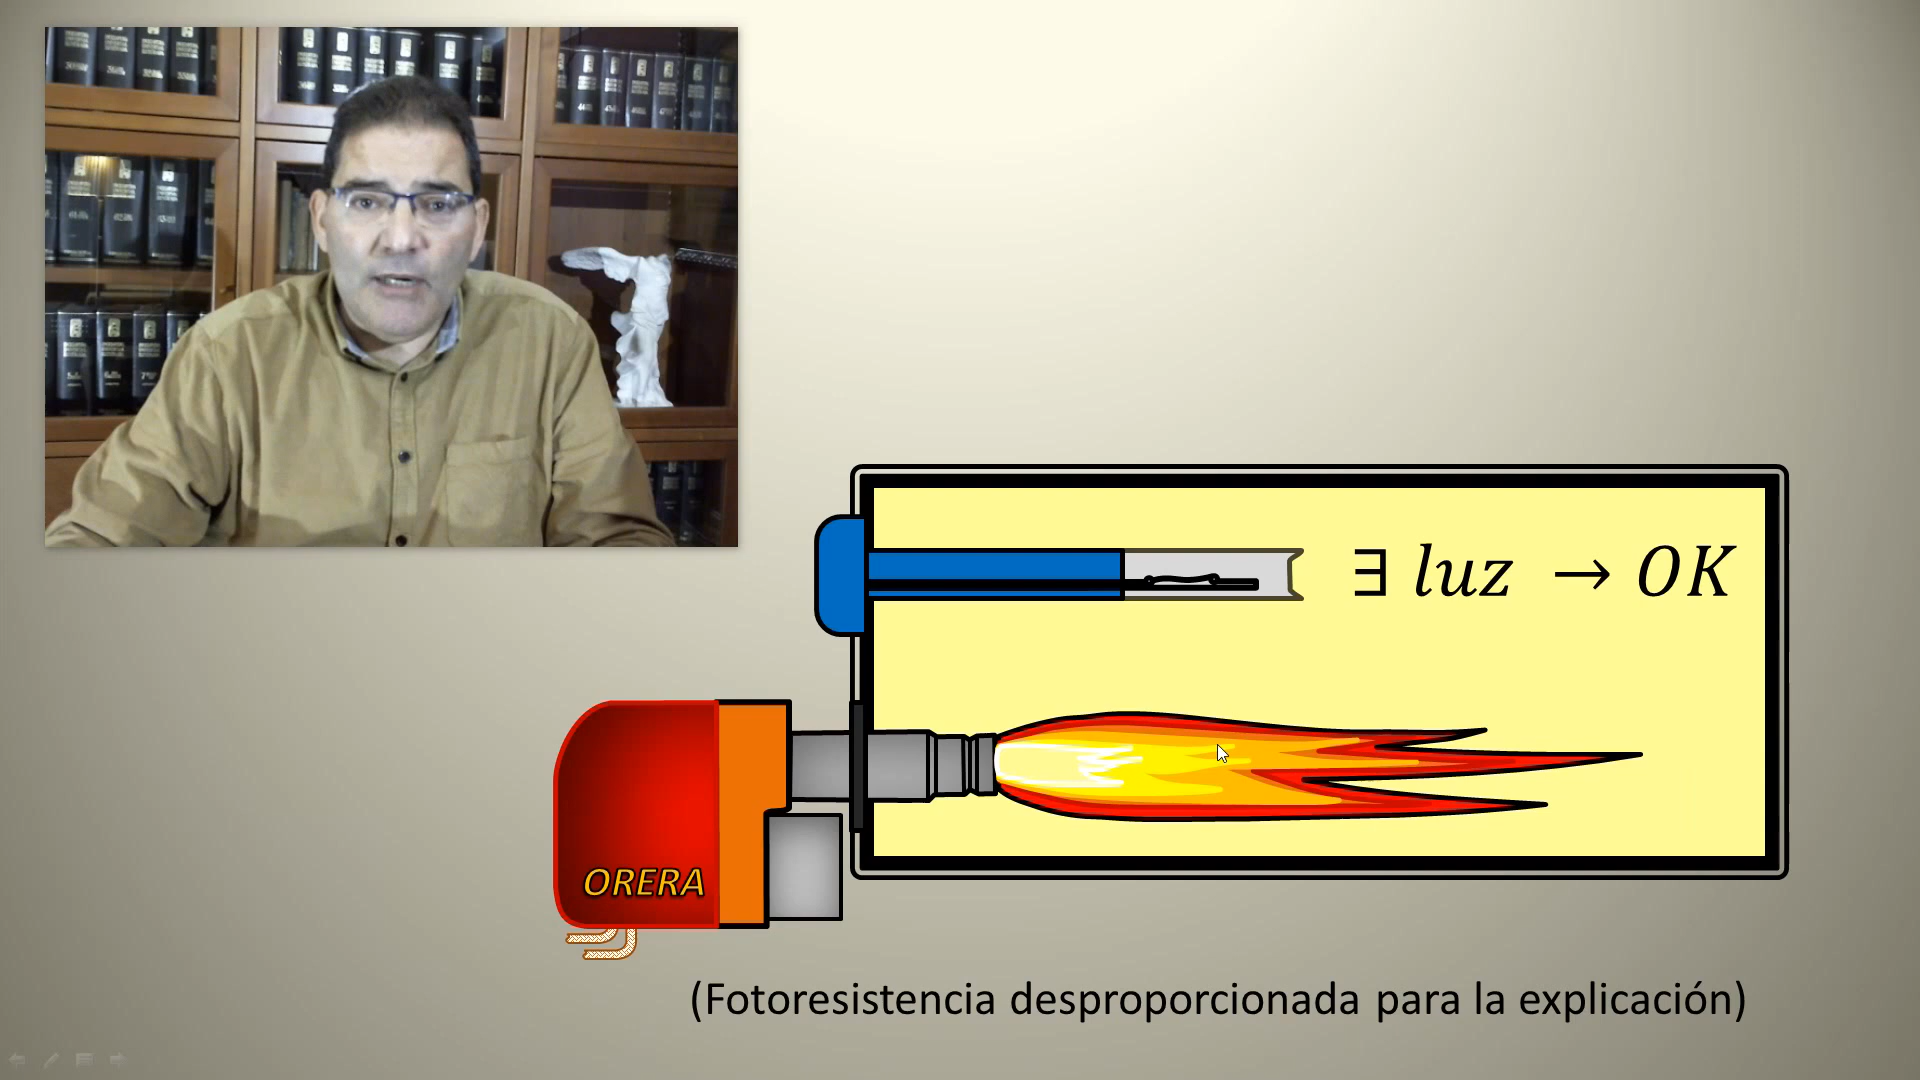 ∃ luz → OK
ORERA
(Fotoresistencia desproporcionada para la explicación)